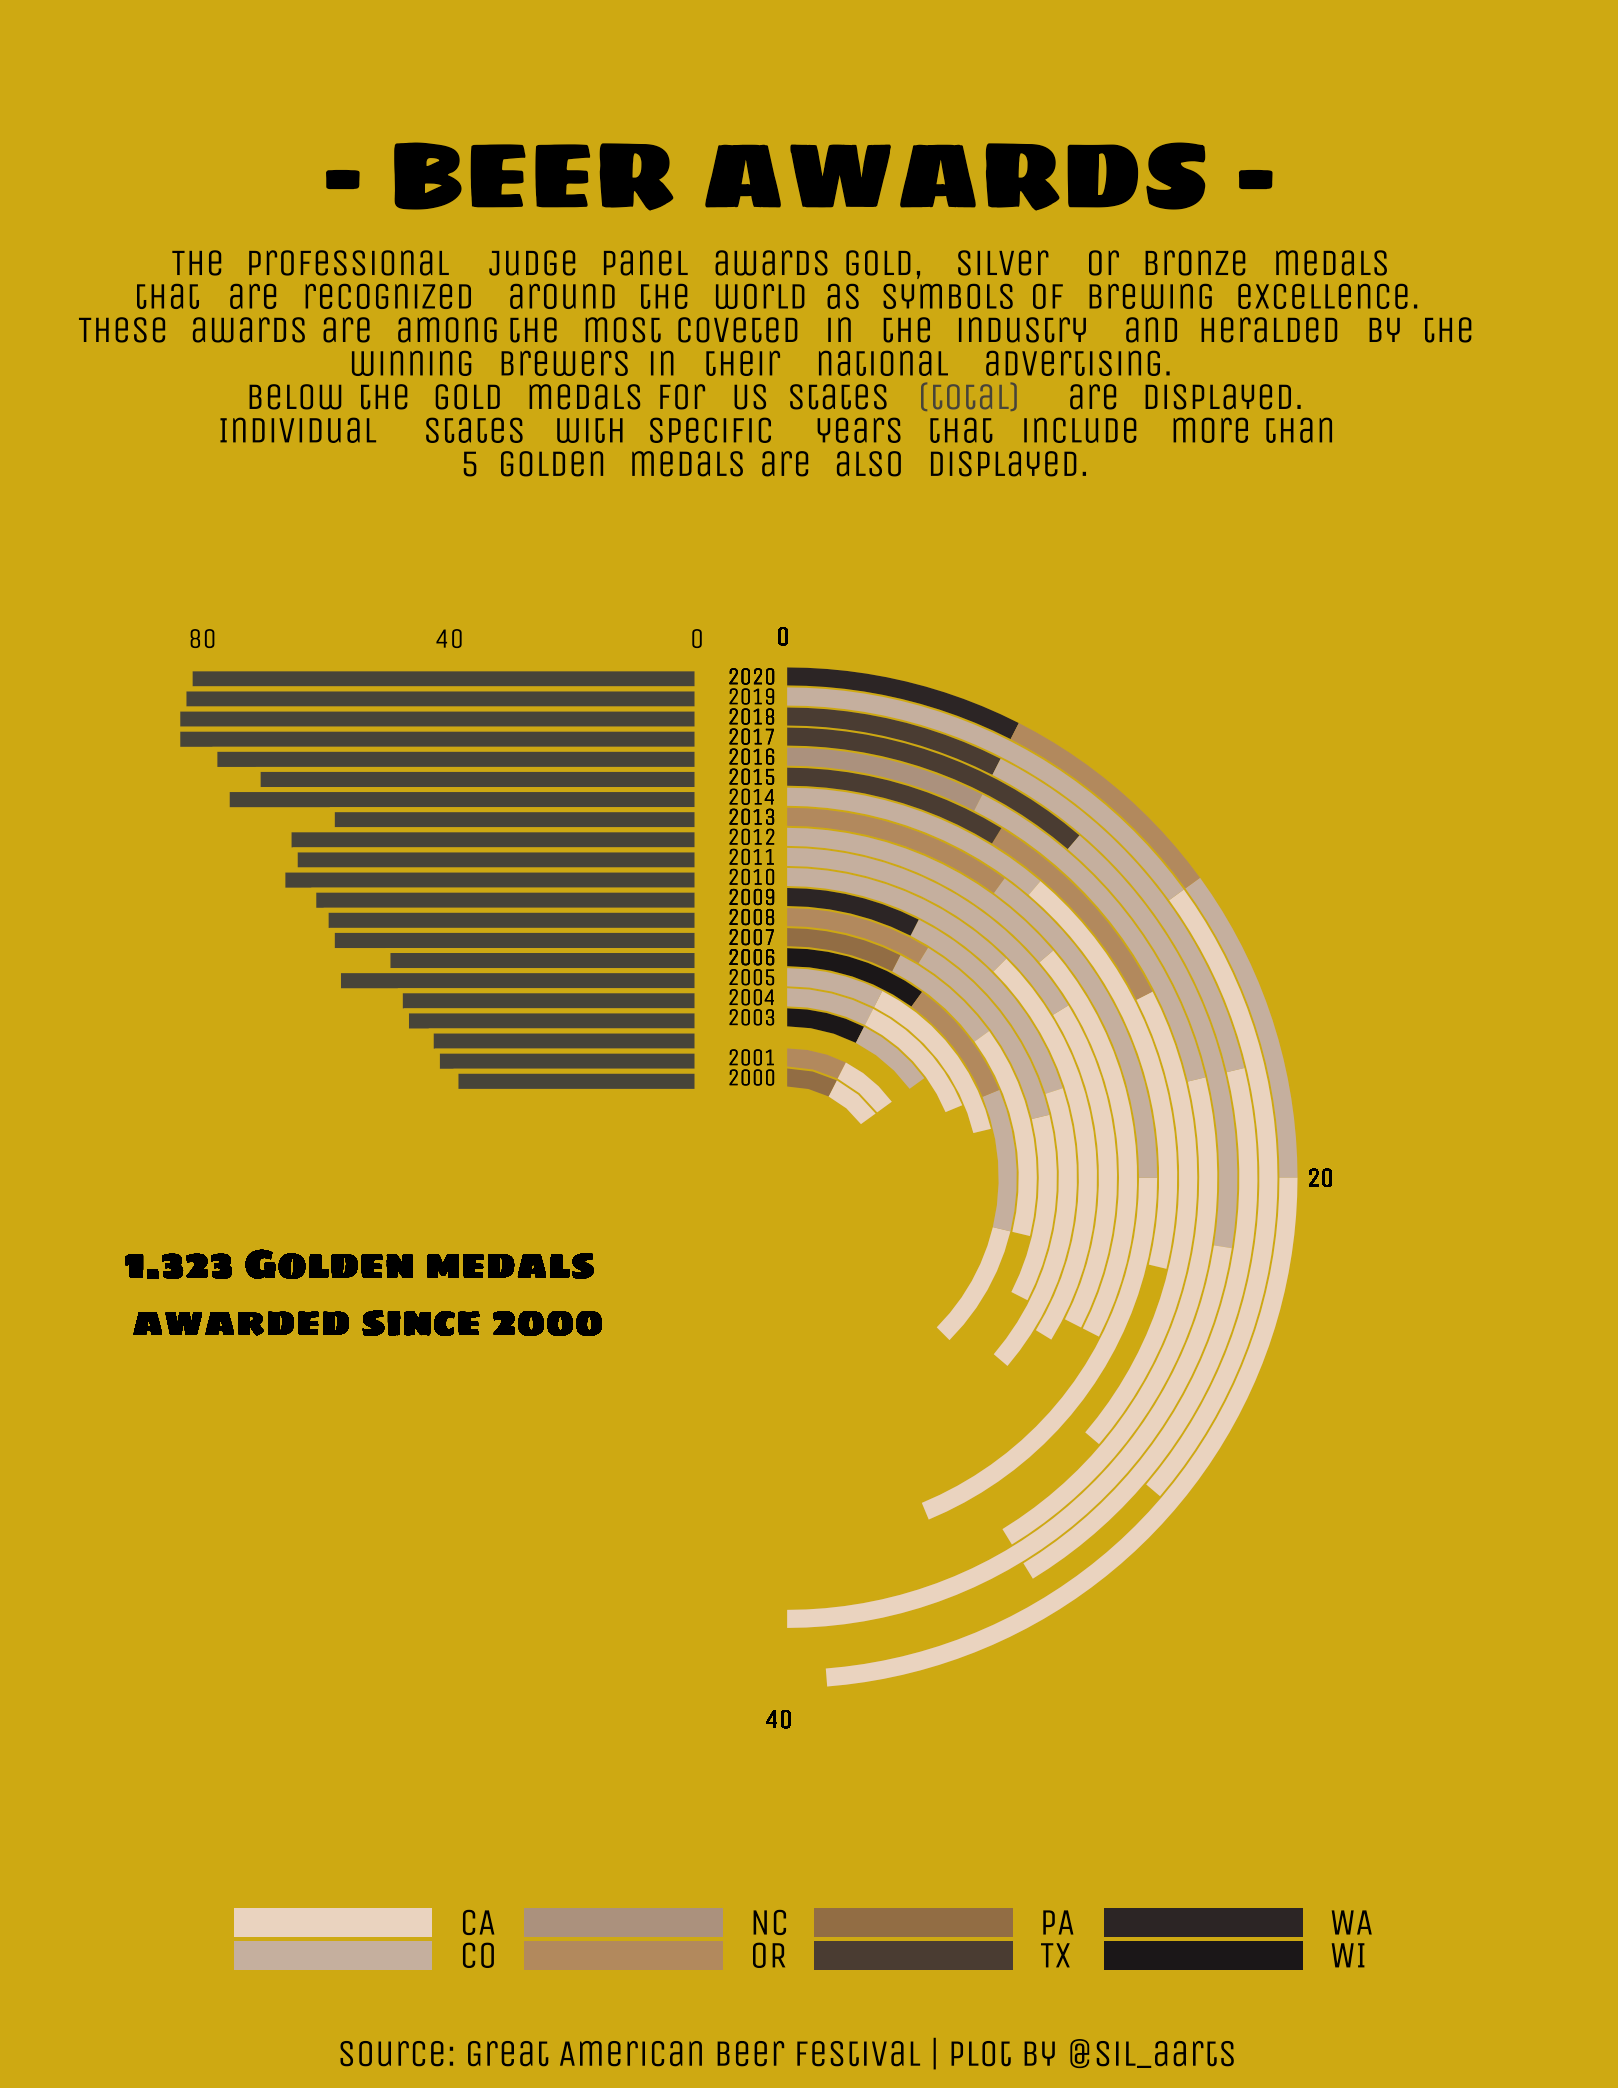 - BEER AWARDS -
The professional judge panel awards gold, silver or bronze medals
that are recognized around the world as symbols of brewing excellence.
These awards are among the most coveted in the industry and heralded by the
winning brewers in their national advertising.
Below the gold medals for US states (total) are displayed.
Individual states with specific years that include more than
5 golden medals are also displayed.
80 40 0 0
2020
2019
2018
2017
2016
2015
2014
2013
2012
2011
2010
2009
2008
2007
2006
2005
2004
2003
2001
2000
20
1.323 Golden medals
awarded since 2000
40
CA NC PA WA
CO OR TX WI
Source: Great American Beer Festival | Plot by @sil_aarts